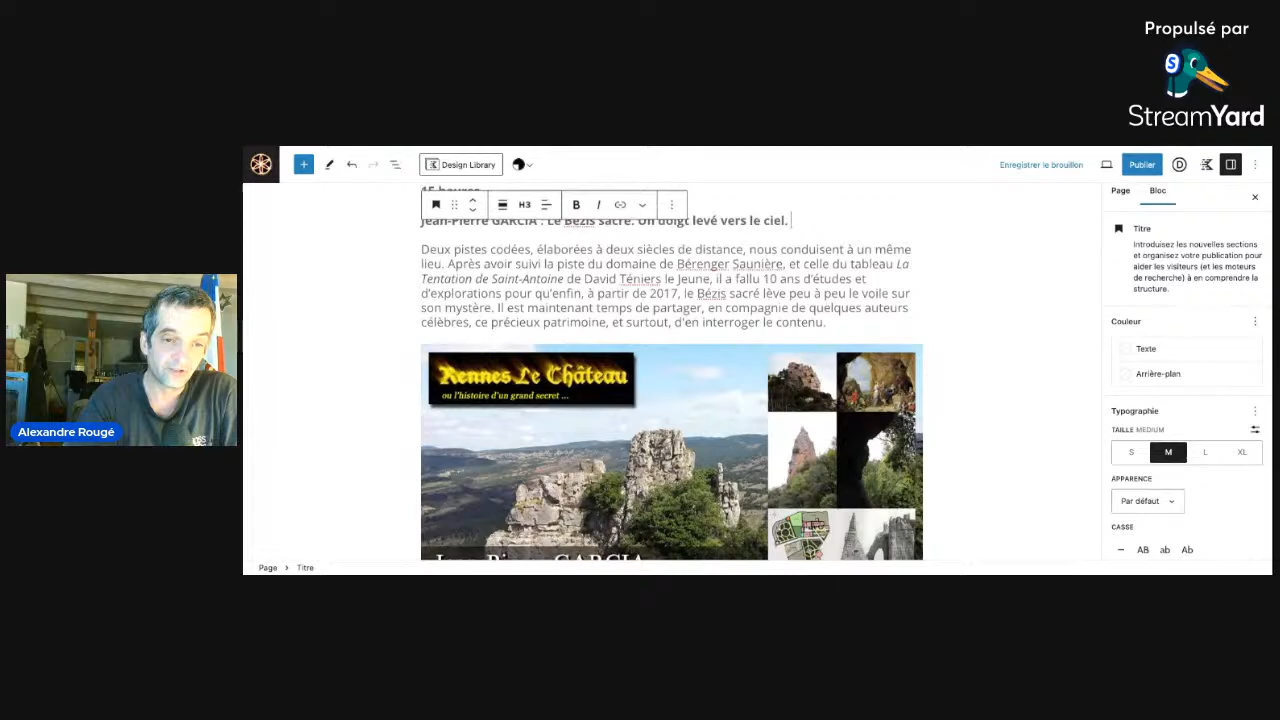 Propulsé par
S
StreamYard
Design Library
Enregistrer le brouillon
Publier
15 heures
H3
B
I
Jean-Pierre GARCIA : Le Bézis sacré. Un doigt levé vers le ciel.
Deux pistes codées, élaborées à deux siècles de distance, nous conduisent à un même
lieu. Après avoir suivi la piste du domaine de Bérenger Saunière, et celle du tableau La
Tentation de Saint-Antoine de David Téniers le Jeune, il a fallu 10 ans d'études et
d'explorations pour qu'enfin, à partir de 2017, le Bézis sacré lève peu à peu le voile sur
son mystère. Il est maintenant temps de partager, en compagnie de quelques auteurs
célèbres, ce précieux patrimoine, et surtout, d'en interroger le contenu.
Rennes Le Château
ou l'histoire d'un grand secret ...
Jean-Pierre GARCIA
Page > Titre
Page
Bloc
Titre
Introduisez les nouvelles sections
et organisez votre publication pour
aider les visiteurs (et les moteurs
de recherche) à en comprendre la
structure.
Couleur
Texte
Arrière-plan
Typographie
TAILLE MEDIUM
S
M
L
XL
APPARENCE
Par défaut
CASSE
AB
ab
Ab
Alexandre Rougé